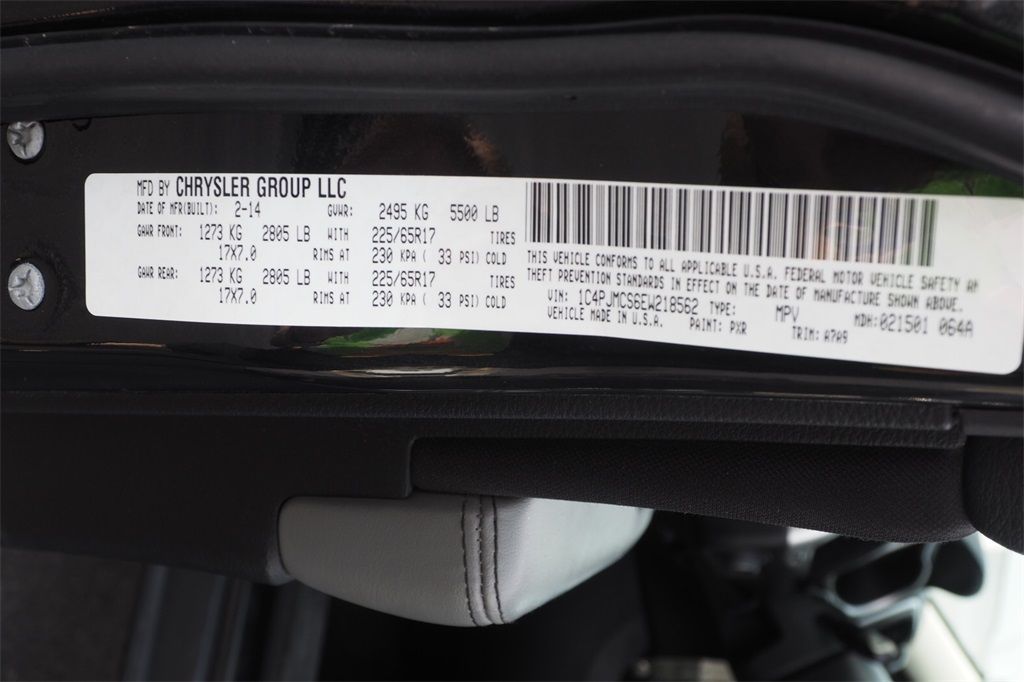 MFD BY CHRYSLER GROUP LLC
DATE OF MFR(BUILT): 2-14 GVWR: 2495 KG 5500 LB
GAWR FRONT: 1273 KG 2805 LB WITH 225/65R17 TIRES
17X7.0 RIMS AT 230 KPA ( 33 PSI) COLD
GAWR REAR: 1273 KG 2805 LB WITH 225/65R17 TIRES
17X7.0 RIMS AT 230 KPA ( 33 PSI) COLD
THIS VEHICLE CONFORMS TO ALL APPLICABLE U.S.A. FEDERAL MOTOR VEHICLE SAFETY AN
THEFT PREVENTION STANDARDS IN EFFECT ON THE DATE OF MANUFACTURE SHOWN ABOVE.
VIN: 1C4PJMCS6EW218562 TYPE: MPV MDH:021501 064A
VEHICLE MADE IN U.S.A. PAINT: PXR TRIM: A7A9